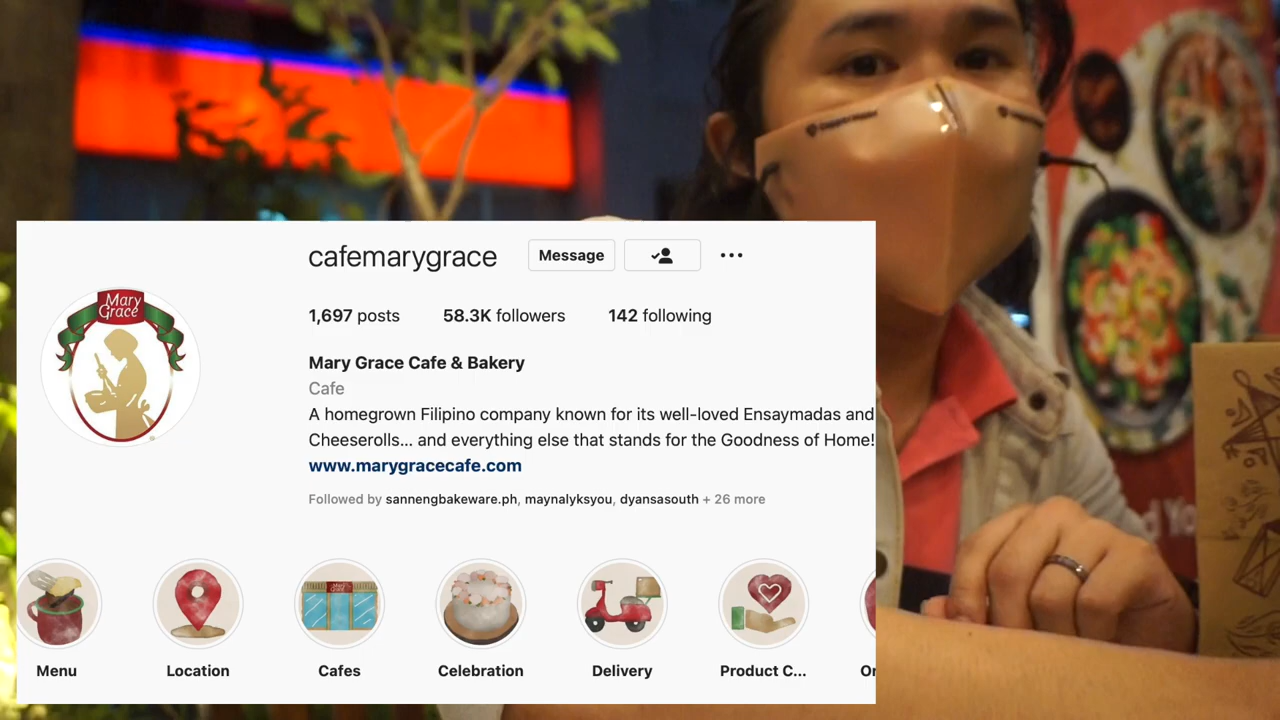 cafemarygrace Message
1,697 posts 58.3K followers 142 following
Mary Grace
Mary Grace Cafe & Bakery
Cafe
A homegrown Filipino company known for its well-loved Ensaymadas and
Cheeserolls... and everything else that stands for the Goodness of Home!
www.marygracecafe.com
Followed by sannengbakeware.ph, maynalyksyou, dyansasouth + 26 more
Menu Location Cafes Celebration Delivery Product C...